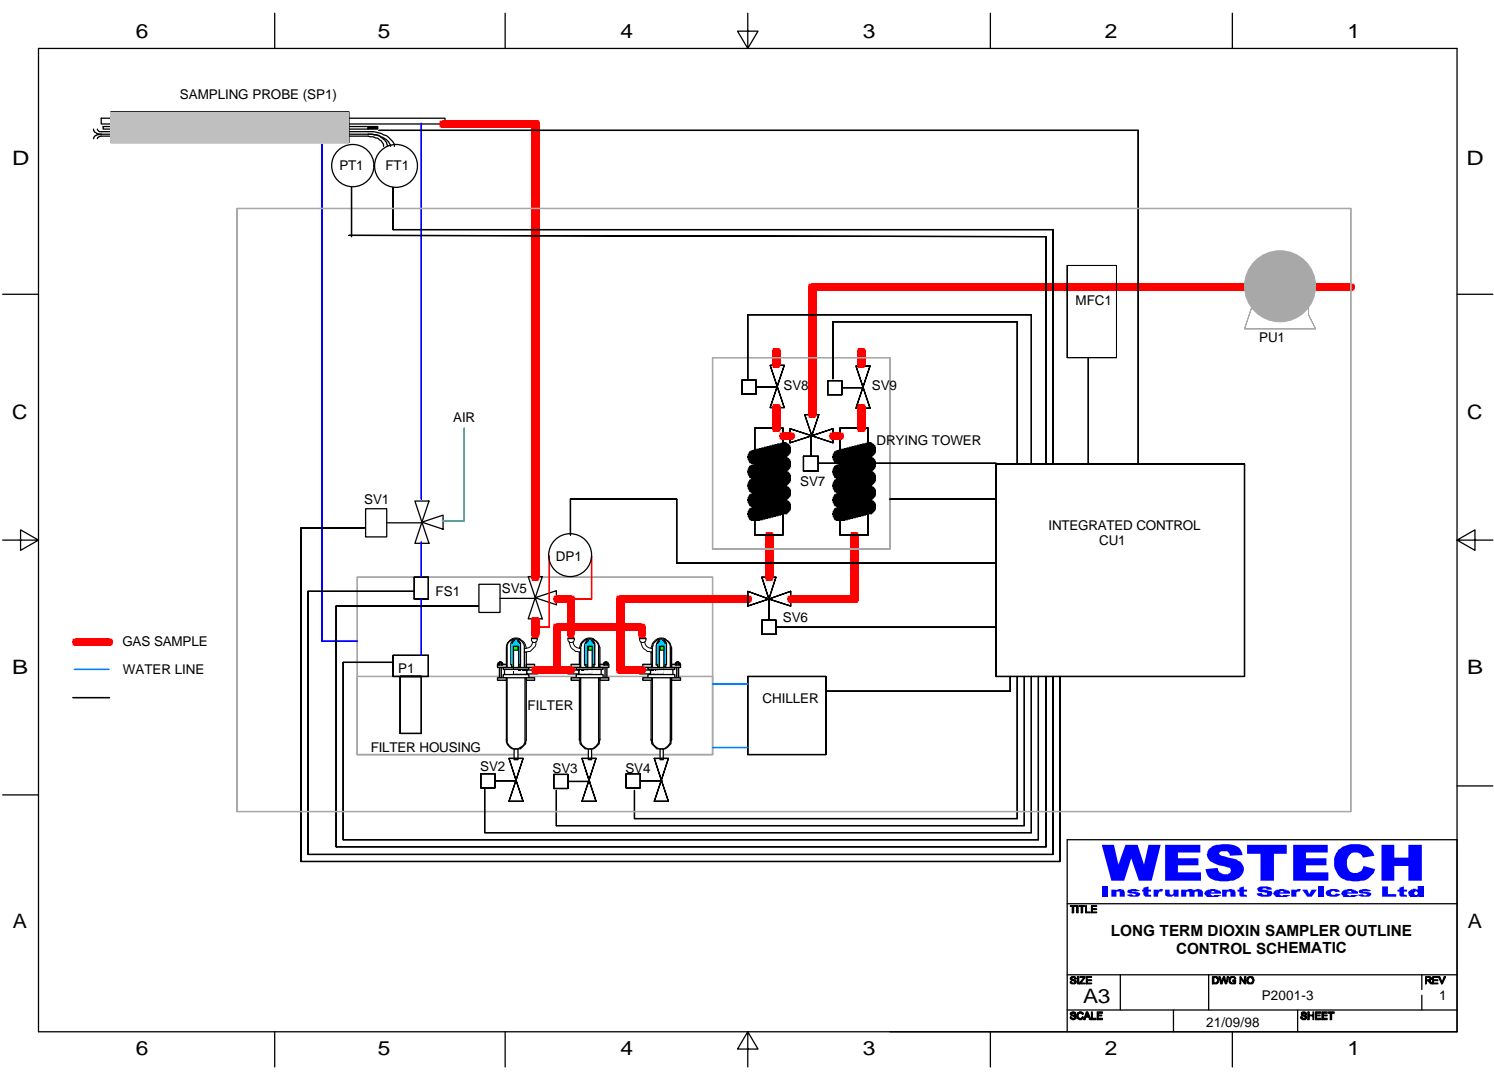 6 5 4 3 2 1
SAMPLING PROBE (SP1)
D
D
PT1
FT1
MFC1
PU1
SV8
SV9
C
C
AIR
DRYING TOWER
SV7
SV1
INTEGRATED CONTROL
CU1
DP1
FS1
SV5
SV6
GAS SAMPLE
WATER LINE
B
B
P1
CHILLER
FILTER
FILTER HOUSING
SV2
SV3
SV4
WESTECH
Instrument Services Ltd
A
A
TITLE
LONG TERM DIOXIN SAMPLER OUTLINE
CONTROL SCHEMATIC
SIZE
DWG NO
REV
A3
P2001-3
1
SCALE
21/09/98
SHEET
6 5 4 3 2 1